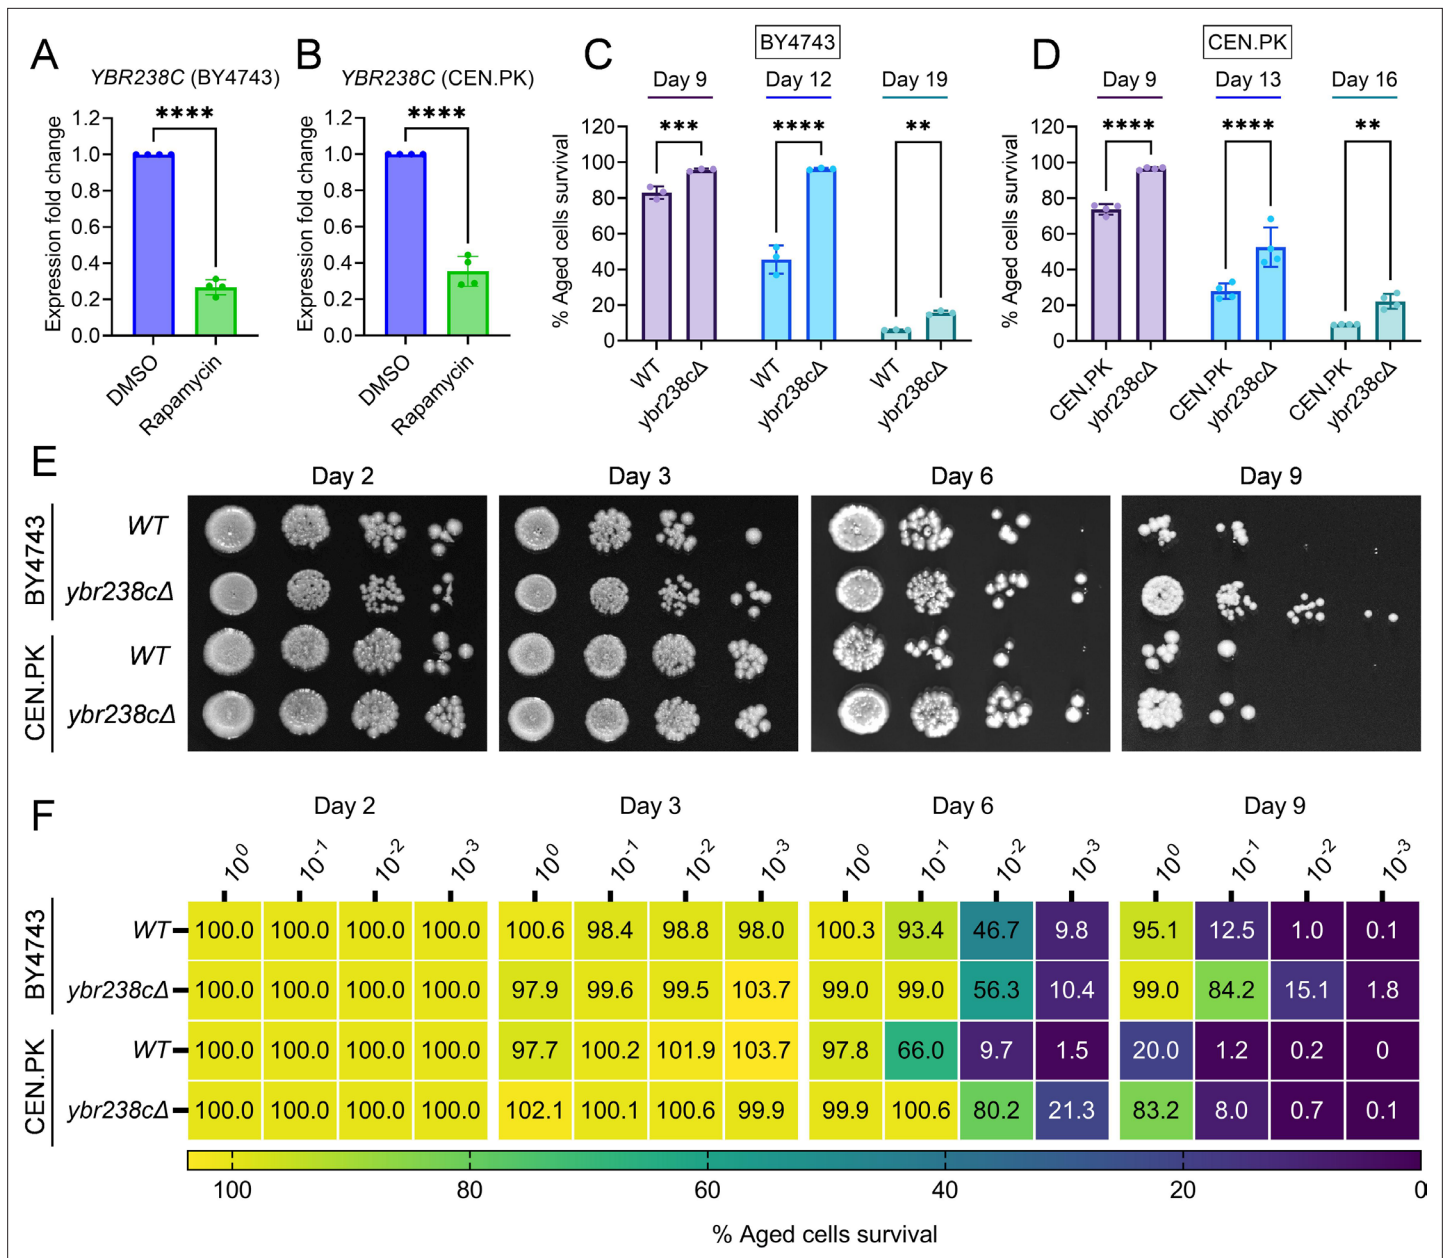 A
YBR238C (BY4743)
Expression fold change
1.2
1.0
0.8
0.6
0.4
0.2
0.0
****
DMSO
Rapamycin
B
YBR238C (CEN.PK)
Expression fold change
1.2
1.0
0.8
0.6
0.4
0.2
0.0
****
DMSO
Rapamycin
C
BY4743
Day 9
Day 12
Day 19
% Aged cells survival
120
100
80
60
40
20
0
***
****
**
WT
ybr238cΔ
WT
ybr238cΔ
WT
ybr238cΔ
D
CEN.PK
Day 9
Day 13
Day 16
% Aged cells survival
120
100
80
60
40
20
0
****
****
**
CEN.PK
ybr238cΔ
CEN.PK
ybr238cΔ
CEN.PK
ybr238cΔ
E
Day 2
Day 3
Day 6
Day 9
BY4743
WT
ybr238cΔ
CEN.PK
WT
ybr238cΔ
F
Day 2
Day 3
Day 6
Day 9
10⁰ 10⁻¹ 10⁻² 10⁻³ 10⁰ 10⁻¹ 10⁻² 10⁻³ 10⁰ 10⁻¹ 10⁻² 10⁻³ 10⁰ 10⁻¹ 10⁻² 10⁻³
BY4743
WT 100.0 100.0 100.0 100.0 100.6 98.4 98.8 98.0 100.3 93.4 46.7 9.8 95.1 12.5 1.0 0.1
ybr238cΔ 100.0 100.0 100.0 100.0 97.9 99.6 99.5 103.7 99.0 99.0 56.3 10.4 99.0 84.2 15.1 1.8
CEN.PK
WT 100.0 100.0 100.0 100.0 97.7 100.2 101.9 103.7 97.8 66.0 9.7 1.5 20.0 1.2 0.2 0
ybr238cΔ 100.0 100.0 100.0 100.0 102.1 100.1 100.6 99.9 99.9 100.6 80.2 21.3 83.2 8.0 0.7 0.1
100 80 60 40 20 0
% Aged cells survival